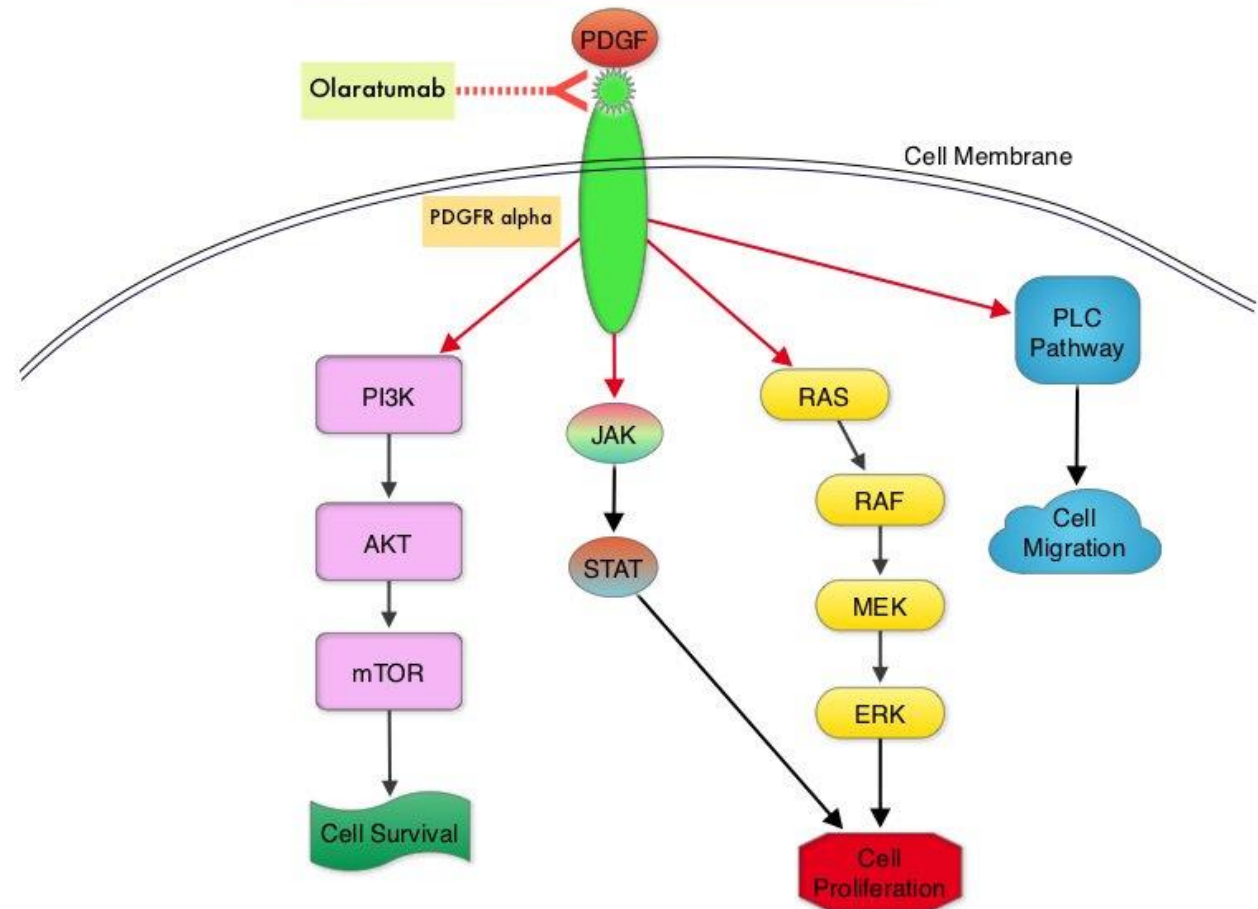 PDGF
Olaratumab
Cell Membrane
PDGFR alpha
PLC
Pathway
PI3K
JAK
RAS
RAF
AKT
STAT
Cell
Migration
MEK
mTOR
ERK
Cell Survival
Cell
Proliferation